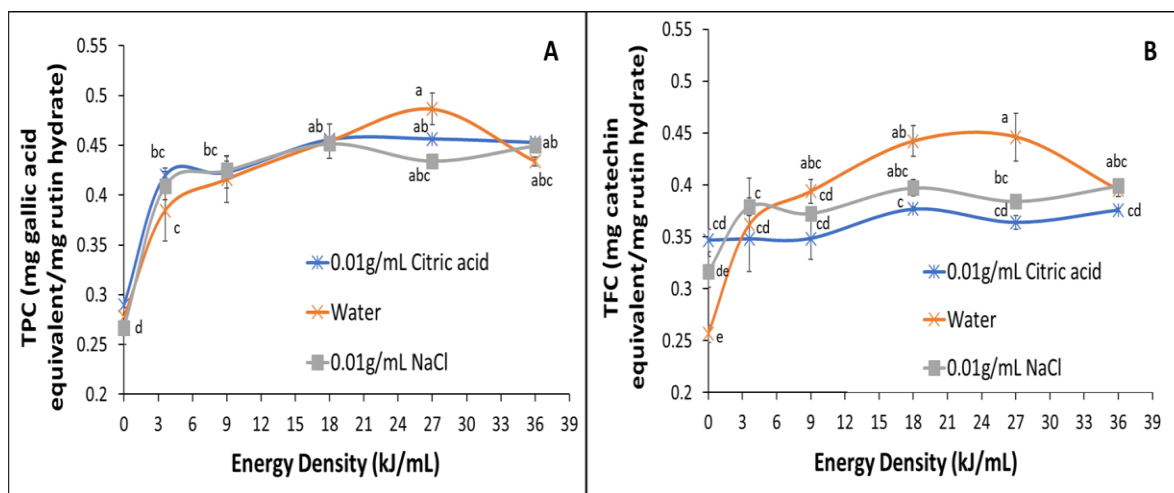 A
TPC (mg gallic acid
equivalent/mg rutin hydrate)
0.55
0.5
0.45
0.4
0.35
0.3
0.25
0.2
bc
bc
ab
a
ab
ab
abc
abc
c
d
0.01g/mL Citric acid
Water
0.01g/mL NaCl
0 3 6 9 12 15 18 21 24 27 30 33 36 39
Energy Density (kJ/mL)
B
TFC (mg catechin
equivalent/mg rutin hydrate)
0.55
0.5
0.45
0.4
0.35
0.3
0.25
0.2
a
ab
abc
abc
abc
bc
c
cd
c
cd
cd
cd
cd
cd
de
e
0.01g/mL Citric acid
Water
0.01g/mL NaCl
0 3 6 9 12 15 18 21 24 27 30 33 36 39
Energy Density (kJ/mL)